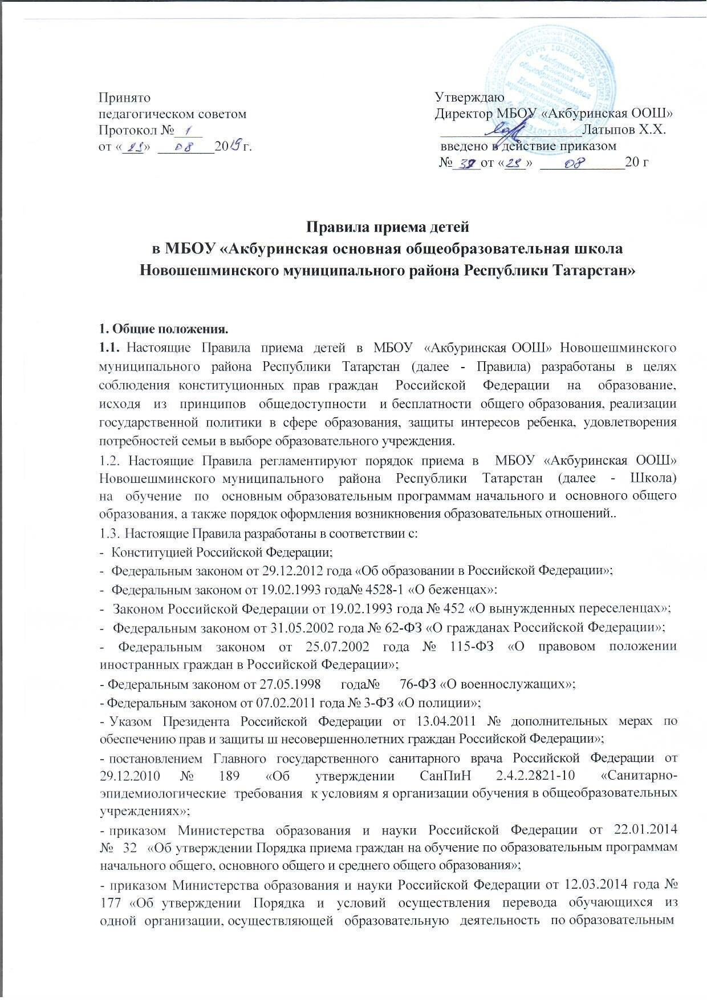 Принято
педагогическом советом
Протокол № 1
от «29» 08 2019 г.
Утверждаю
Директор МБОУ «Акбуринская ООШ»
Латыпов Х.Х.
введено в действие приказом
№ 39 от «29» 08 20 г
ОГРН 1021607556750
«Акбуринская
основная
общеобразовательная
школа
Новошешминского
муниципального
Правила приема детей
в МБОУ «Акбуринская основная общеобразовательная школа
Новошешминского муниципального района Республики Татарстан»
1. Общие положения.
1.1. Настоящие Правила приема детей в МБОУ «Акбуринская ООШ» Новошешминского
муниципального района Республики Татарстан (далее - Правила) разработаны в целях
соблюдения конституционных прав граждан Российской Федерации на образование,
исходя из принципов общедоступности и бесплатности общего образования, реализации
государственной политики в сфере образования, защиты интересов ребенка, удовлетворения
потребностей семьи в выборе образовательного учреждения.
1.2. Настоящие Правила регламентируют порядок приема в МБОУ «Акбуринская ООШ»
Новошешминского муниципального района Республики Татарстан (далее - Школа)
на обучение по основным образовательным программам начального и основного общего
образования, а также порядок оформления возникновения образовательных отношений..
1.3. Настоящие Правила разработаны в соответствии с:
- Конституцией Российской Федерации;
- Федеральным законом от 29.12.2012 года «Об образовании в Российской Федерации»;
- Федеральным законом от 19.02.1993 года№ 4528-1 «О беженцах»:
- Законом Российской Федерации от 19.02.1993 года № 452 «О вынужденных переселенцах»;
- Федеральным законом от 31.05.2002 года № 62-ФЗ «О гражданах Российской Федерации»;
- Федеральным законом от 25.07.2002 года № 115-ФЗ «О правовом положении
иностранных граждан в Российской Федерации»;
- Федеральным законом от 27.05.1998 года№ 76-ФЗ «О военнослужащих»;
- Федеральным законом от 07.02.2011 года № 3-ФЗ «О полиции»;
- Указом Президента Российской Федерации от 13.04.2011 № дополнительных мерах по
обеспечению прав и защиты ш несовершеннолетних граждан Российской Федерации»;
- постановлением Главного государственного санитарного врача Российской Федерации от
29.12.2010 № 189 «Об утверждении СанПиН 2.4.2.2821-10 «Санитарно-
эпидемиологические требования к условиям я организации обучения в общеобразовательных
учреждениях»;
- приказом Министерства образования и науки Российской Федерации от 22.01.2014
№ 32 «Об утверждении Порядка приема граждан на обучение по образовательным программам
начального общего, основного общего и среднего общего образования»;
- приказом Министерства образования и науки Российской Федерации от 12.03.2014 года №
177 «Об утверждении Порядка и условий осуществления перевода обучающихся из
одной организации, осуществляющей образовательную деятельность по образовательным